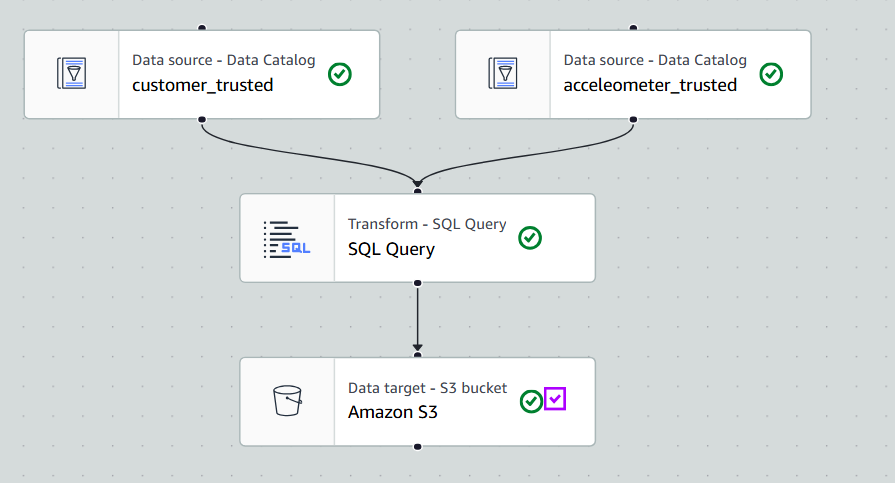 Data source - Data Catalog
customer_trusted
Data source - Data Catalog
acceleometer_trusted
Transform - SQL Query
SQL Query
SQL
Data target - S3 bucket
Amazon S3